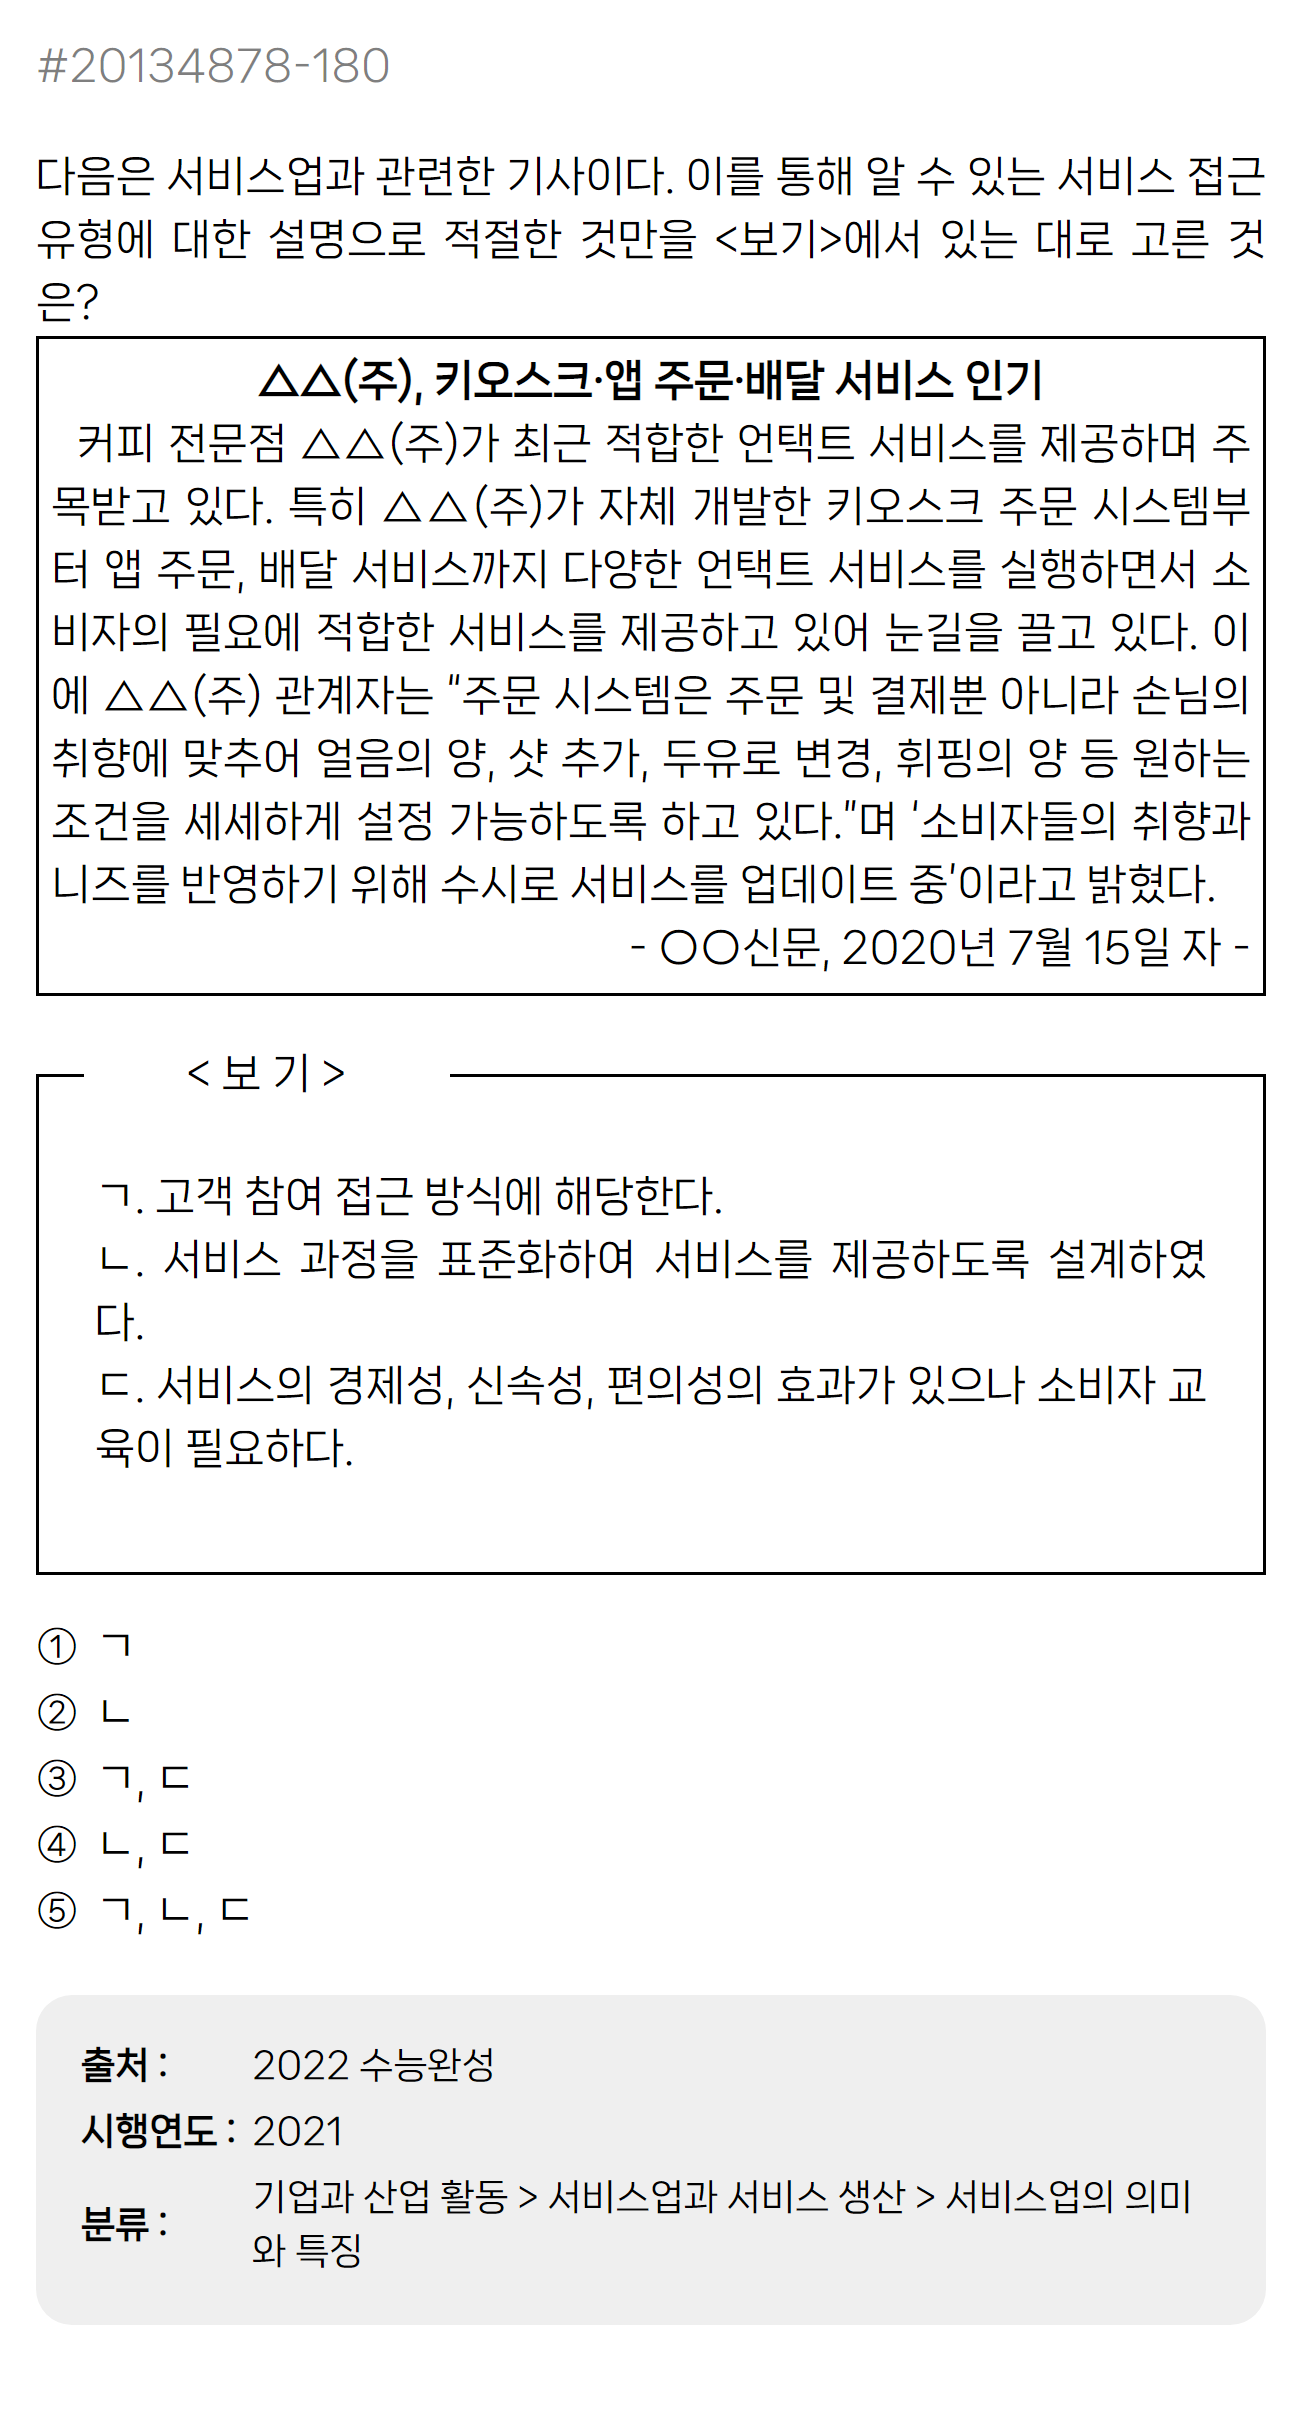 #20134878-180
다음은 서비스업과 관련한 기사이다. 이를 통해 알 수 있는 서비스 접근
유형에 대한 설명으로 적절한 것만을 <보기>에서 있는 대로 고른 것
은?
△△(주), 키오스크·앱 주문·배달 서비스 인기
커피 전문점 △△(주)가 최근 적합한 언택트 서비스를 제공하며 주
목받고 있다. 특히 △△(주)가 자체 개발한 키오스크 주문 시스템부
터 앱 주문, 배달 서비스까지 다양한 언택트 서비스를 실행하면서 소
비자의 필요에 적합한 서비스를 제공하고 있어 눈길을 끌고 있다. 이
에 △△(주) 관계자는 "주문 시스템은 주문 및 결제뿐 아니라 손님의
취향에 맞추어 얼음의 양, 샷 추가, 두유로 변경, 휘핑의 양 등 원하는
조건을 세세하게 설정 가능하도록 하고 있다."며 '소비자들의 취향과
니즈를 반영하기 위해 수시로 서비스를 업데이트 중'이라고 밝혔다.
- ○○신문, 2020년 7월 15일 자 -
< 보 기 >
ㄱ. 고객 참여 접근 방식에 해당한다.
ㄴ. 서비스 과정을 표준화하여 서비스를 제공하도록 설계하였
다.
ㄷ. 서비스의 경제성, 신속성, 편의성의 효과가 있으나 소비자 교
육이 필요하다.
① ㄱ
② ㄴ
③ ㄱ, ㄷ
④ ㄴ, ㄷ
⑤ ㄱ, ㄴ, ㄷ
출처 : 2022 수능완성
시행연도 : 2021
분류 : 기업과 산업 활동 > 서비스업과 서비스 생산 > 서비스업의 의미
와 특징